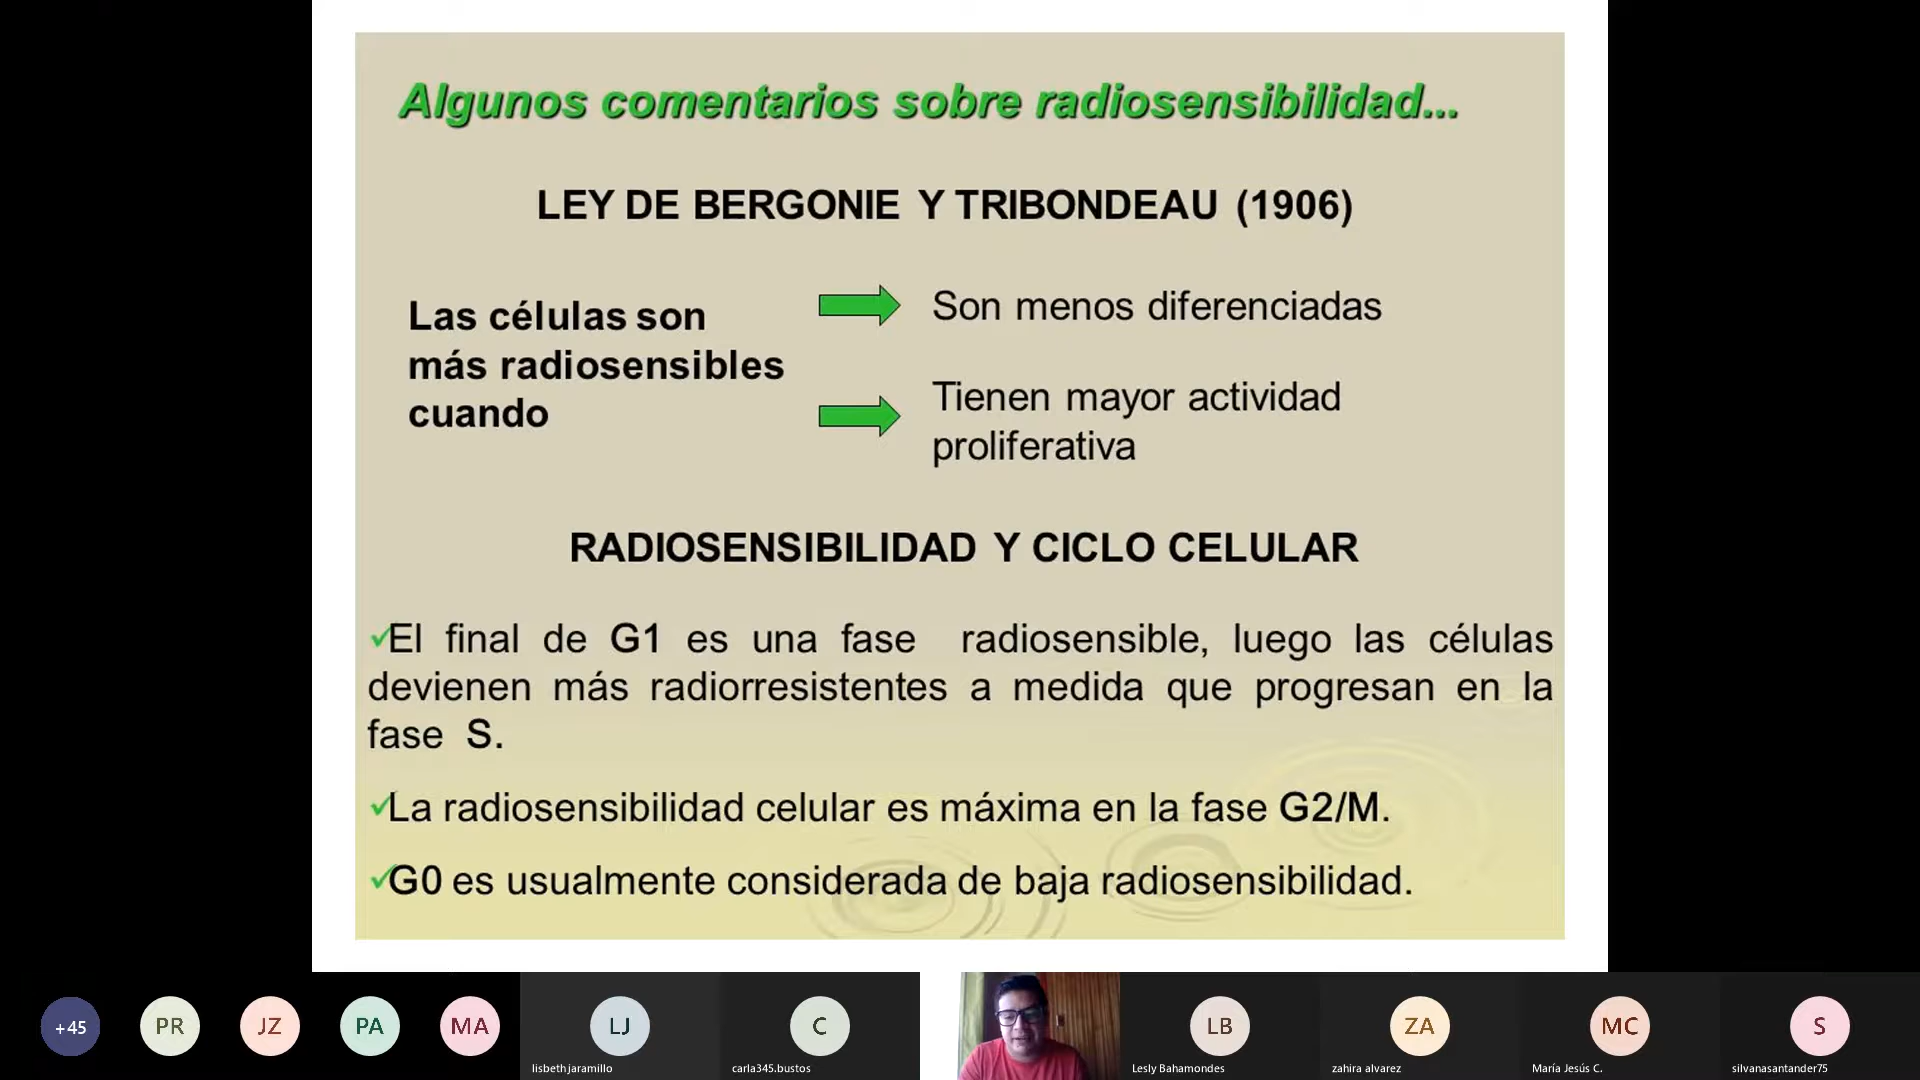 Algunos comentarios sobre radiosensibilidad...
LEY DE BERGONIE Y TRIBONDEAU (1906)
Las células son
más radiosensibles
cuando
Son menos diferenciadas
Tienen mayor actividad
proliferativa
RADIOSENSIBILIDAD Y CICLO CELULAR
✓El final de G1 es una fase radiosensible, luego las células
devienen más radiorresistentes a medida que progresan en la
fase S.
✓La radiosensibilidad celular es máxima en la fase G2/M.
✓G0 es usualmente considerada de baja radiosensibilidad.
+45
PR
JZ
PA
MA
LJ
lisbeth jaramillo
C
carla345.bustos
LB
Lesly Bahamondes
ZA
zahira alvarez
MC
María Jesús C.
S
silvanasantander75